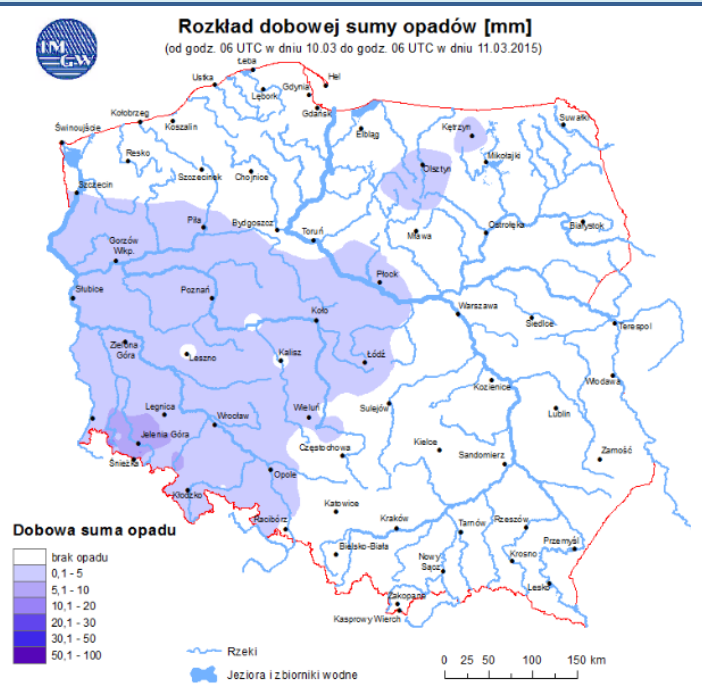 Rozkład dobowej sumy opadów [mm]
(od godz. 06 UTC w dniu 10.03 do godz. 06 UTC w dniu 11.03.2015)
IM
G.W
Łeba
Ustka
Hel
Lębork
Gdynia
Gdańsk
Kołobrzeg
Koszalin
Świnoujście
Elbląg
Kętrzyn
Suwałki
Resko
Szczecinek
Chojnice
Olsztyn
Mikołajki
Szczecin
Piła
Bydgoszcz
Toruń
Mława
Ostrołęka
Białystok
Gorzów
Wlkp.
Płock
Słubice
Poznań
Koło
Warszawa
Siedlce
Terespol
Zielona
Góra
Leszno
Kalisz
Łódź
Kozienice
Włodawa
Legnica
Wrocław
Wieluń
Sulejów
Lublin
Jelenia Góra
Śnieżka
Częstochowa
Kielce
Sandomierz
Zamość
Opole
Kłodzko
Racibórz
Katowice
Kraków
Tarnów
Rzeszów
Przemyśl
Bielsko-Biała
Nowy
Sącz
Krosno
Lesko
Zakopane
Kasprowy Wierch
Dobowa suma opadu
brak opadu
0,1 - 5
5,1 - 10
10,1 - 20
20,1 - 30
30,1 - 50
50,1 - 100
Rzeki
Jeziora i zbiorniki wodne
0 25 50 100 150 km